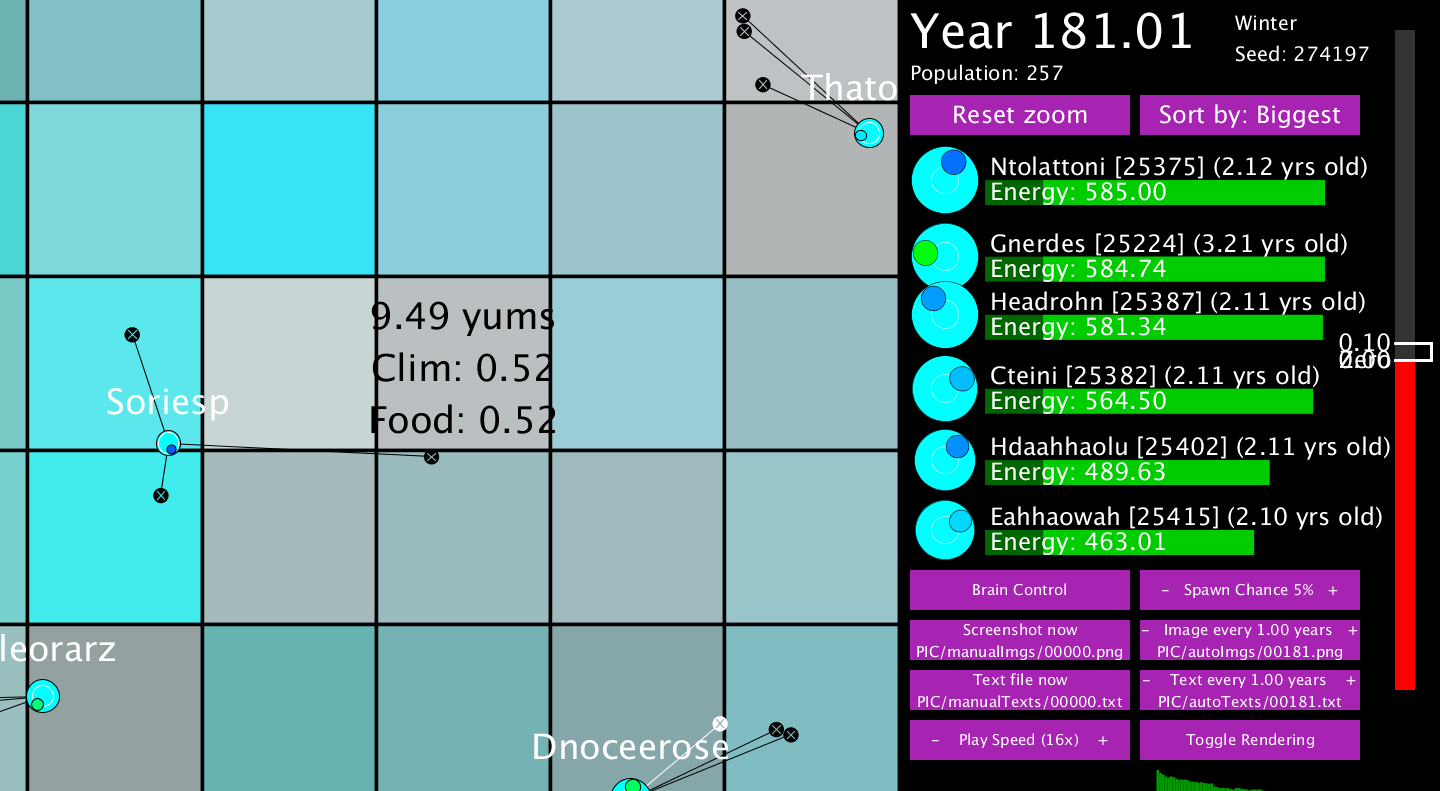 Thato
9.49 yums
Clim: 0.52
Food: 0.52
Soriesp
leorarz
Dnoceerose
Year 181.01
Winter
Seed: 274197
Population: 257
Reset zoom
Sort by: Biggest
Ntolattoni [25375] (2.12 yrs old)
Energy: 585.00
Gnerdes [25224] (3.21 yrs old)
Energy: 584.74
Headrohn [25387] (2.11 yrs old)
Energy: 581.34
0.10
Cteini [25382] (2.11 yrs old)
Energy: 564.50
Hdaahhaolu [25402] (2.11 yrs old)
Energy: 489.63
Eahhaowah [25415] (2.10 yrs old)
Energy: 463.01
Brain Control
- Spawn Chance 5% +
Screenshot now
PIC/manualImgs/00000.png
- Image every 1.00 years +
PIC/autoImgs/00181.png
Text file now
PIC/manualTexts/00000.txt
- Text every 1.00 years +
PIC/autoTexts/00181.txt
- Play Speed (16x) +
Toggle Rendering